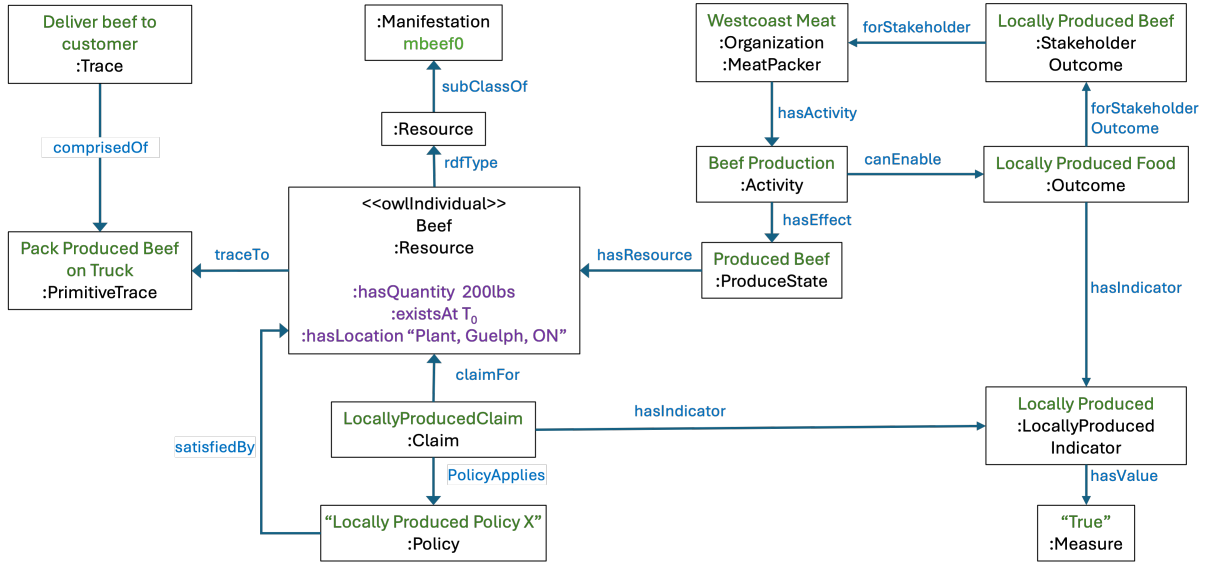 Deliver beef to
customer
:Trace
:Manifestation
mbeef0
Westcoast Meat
:Organization
:MeatPacker
forStakeholder
Locally Produced Beef
:Stakeholder
Outcome
subClassOf
comprisedOf
:Resource
rdfType
hasActivity
forStakeholder
Outcome
Beef Production
:Activity
canEnable
Locally Produced Food
:Outcome
<<owlIndividual>>
Beef
:Resource
:hasQuantity 200lbs
:existsAt T₀
:hasLocation “Plant, Guelph, ON”
hasEffect
Pack Produced Beef
on Truck
:PrimitiveTrace
traceTo
hasResource
Produced Beef
:ProduceState
hasIndicator
claimFor
LocallyProducedClaim
:Claim
hasIndicator
Locally Produced
:LocallyProduced
Indicator
satisfiedBy
PolicyApplies
hasValue
“Locally Produced Policy X”
:Policy
“True”
:Measure